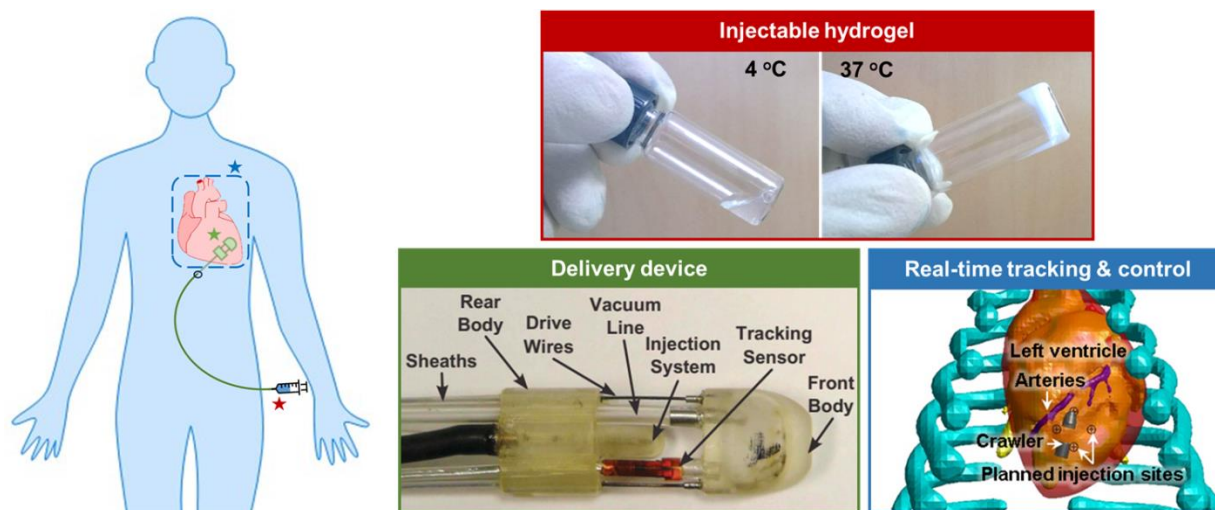 Injectable hydrogel
4 °C
37 °C
Delivery device
Rear
Body
Drive
Wires
Vacuum
Line
Injection
System
Tracking
Sensor
Sheaths
Front
Body
Real-time tracking & control
Left ventricle
Arteries
Crawler
Planned injection sites